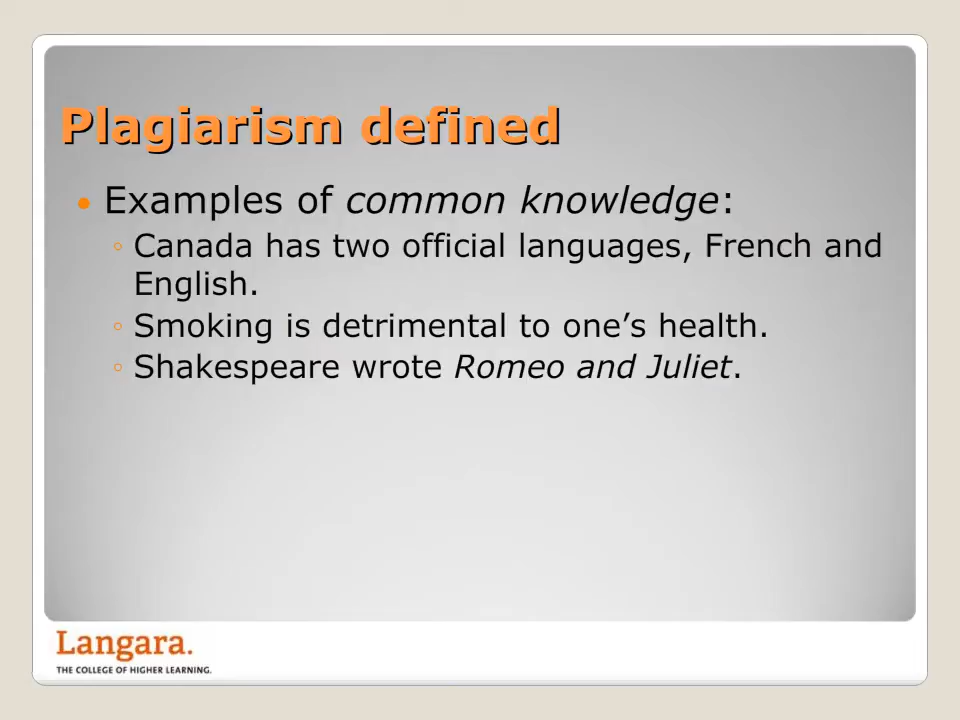 Plagiarism defined
• Examples of common knowledge:
◦ Canada has two official languages, French and
English.
◦ Smoking is detrimental to one’s health.
◦ Shakespeare wrote Romeo and Juliet.
Langara.
THE COLLEGE OF HIGHER LEARNING.